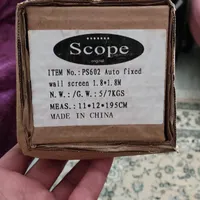 Scope
ITEM No.:PS602 Auto fixed
wall screen 1.8*1.8M
N.W.:/G.W.:5/7KGS
MEAS.:11*12*195CM
MADE IN CHINA